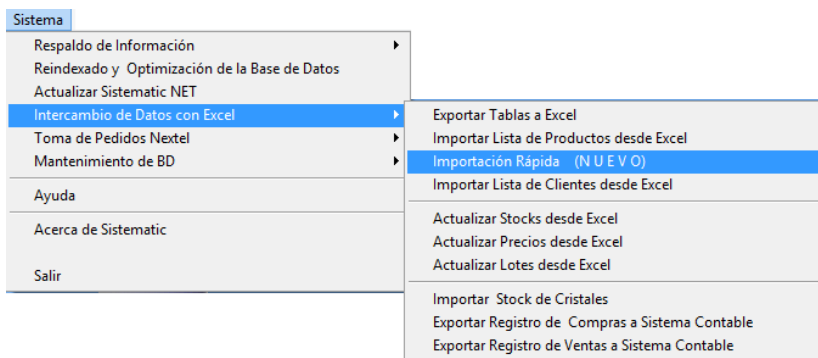 Sistema
Respaldo de Información
Reindexado y Optimización de la Base de Datos
Actualizar Sistematic NET
Intercambio de Datos con Excel
Toma de Pedidos Nextel
Mantenimiento de BD
Ayuda
Acerca de Sistematic
Salir
Exportar Tablas a Excel
Importar Lista de Productos desde Excel
Importación Rápida (N U E V O)
Importar Lista de Clientes desde Excel
Actualizar Stocks desde Excel
Actualizar Precios desde Excel
Actualizar Lotes desde Excel
Importar Stock de Cristales
Exportar Registro de Compras a Sistema Contable
Exportar Registro de Ventas a Sistema Contable